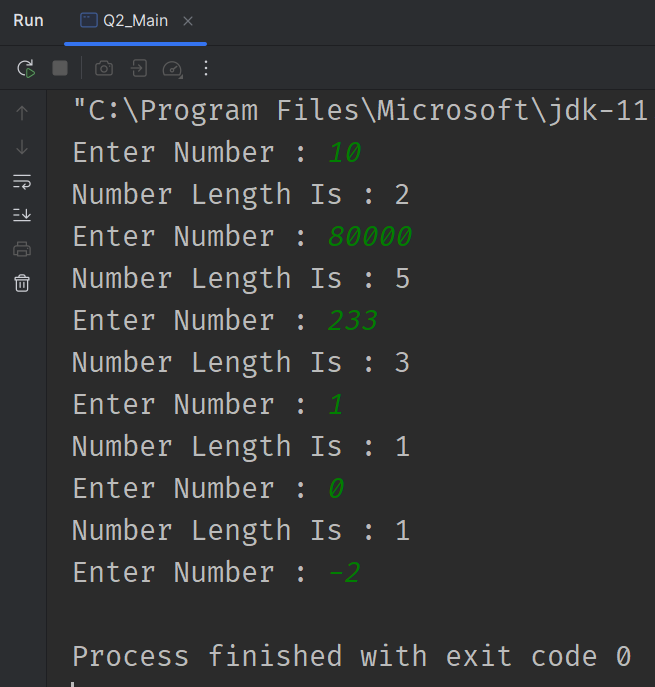 Run Q2_Main
"C:\Program Files\Microsoft\jdk-11
Enter Number : 10
Number Length Is : 2
Enter Number : 80000
Number Length Is : 5
Enter Number : 233
Number Length Is : 3
Enter Number : 1
Number Length Is : 1
Enter Number : 0
Number Length Is : 1
Enter Number : -2
Process finished with exit code 0